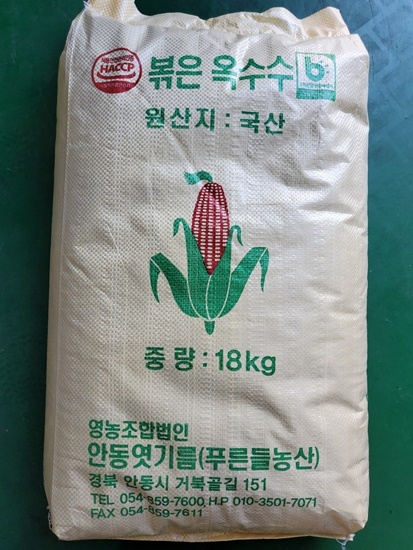 HACCP
볶은 옥수수
원산지 : 국산
중량 : 18kg
영농조합법인
안동엿기름(푸른들농산)
경북 안동시 거북골길 151
TEL 054-859-7600 H.P 010-3501-7071
FAX 054-859-7611